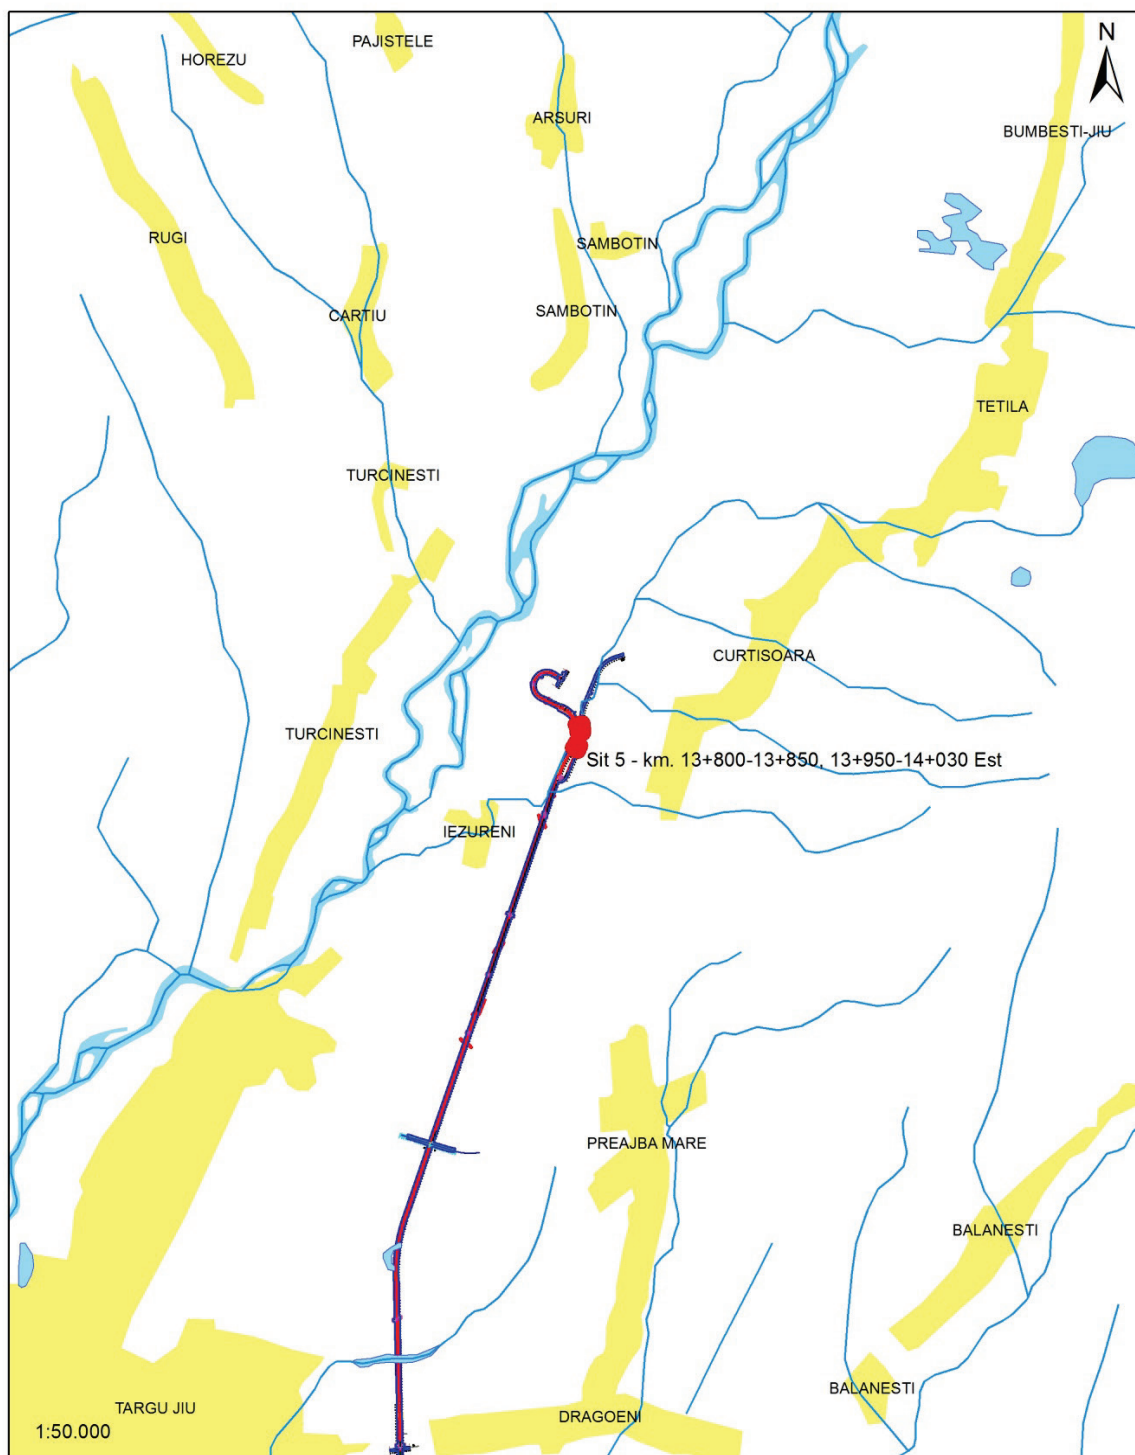 N
PAJISTELE
HOREZU
ARSURI
BUMBESTI-JIU
RUGI
SAMBOTIN
CARTIU
SAMBOTIN
TETILA
TURCINESTI
CURTISOARA
TURCINESTI
Sit 5 - km. 13+800-13+850, 13+950-14+030 Est
IEZURENI
PREAJBA MARE
BALANESTI
BALANESTI
TARGU JIU
DRAGOENI
1:50.000